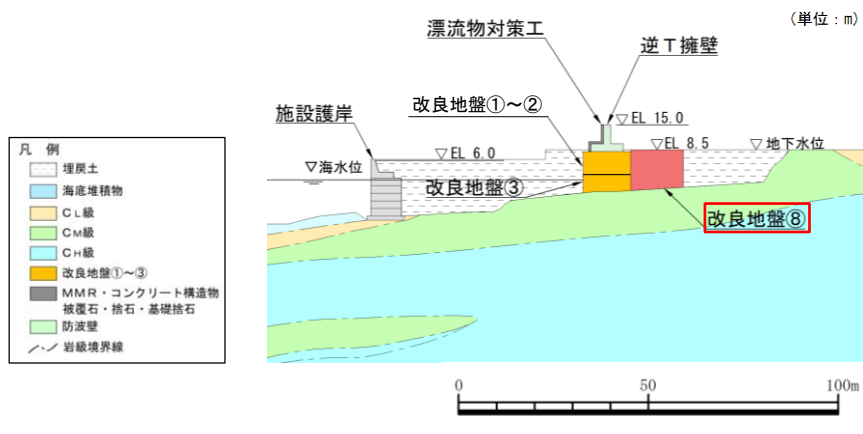 （単位：m）
漂流物対策工
逆Ｔ擁壁
改良地盤①～②
施設護岸
▽EL 15.0
▽EL 6.0
▽EL 8.5
▽地下水位
▽海水位
改良地盤③
改良地盤⑧
凡　例
埋戻土
海底堆積物
ＣL級
ＣM級
ＣH級
改良地盤①～③
MMR・コンクリート構造物
被覆石・捨石・基礎捨石
防波壁
岩級境界線
0 50 100m